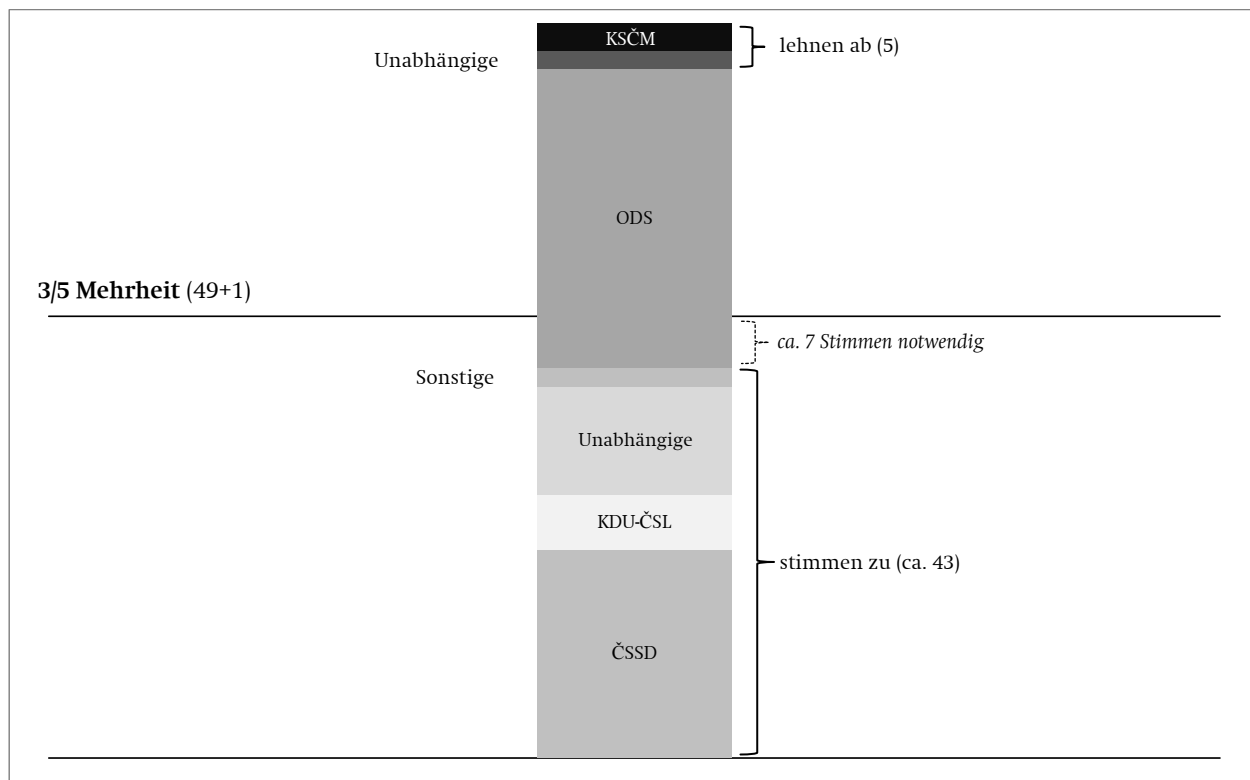 KSČM
lehnen ab (5)
Unabhängige
ODS
3/5 Mehrheit (49+1)
ca. 7 Stimmen notwendig
Sonstige
Unabhängige
KDU-ČSL
stimmen zu (ca. 43)
ČSSD